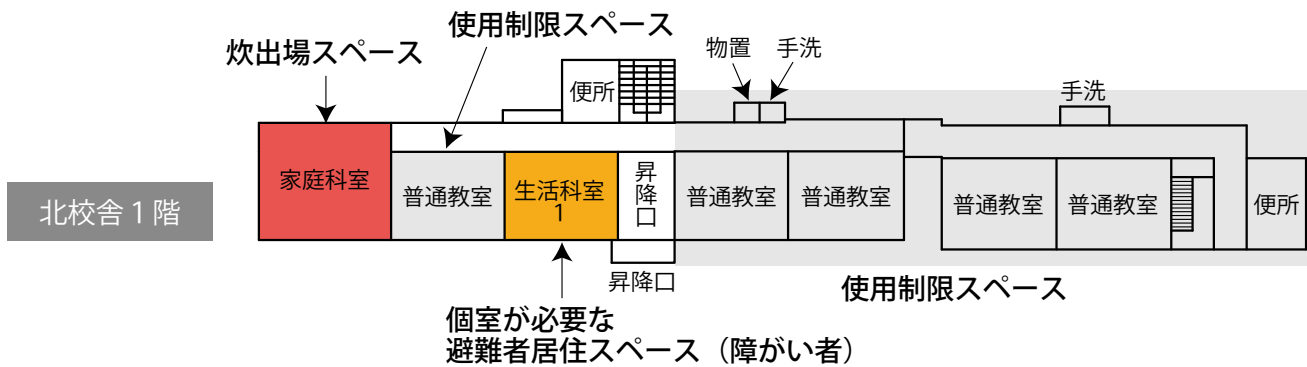 使用制限スペース
炊出場スペース
物置
手洗
便所
手洗
家庭科室
普通教室
生活科室
1
昇降口
普通教室
普通教室
普通教室
普通教室
便所
北校舎1階
昇降口
使用制限スペース
個室が必要な
避難者居住スペース（障がい者）